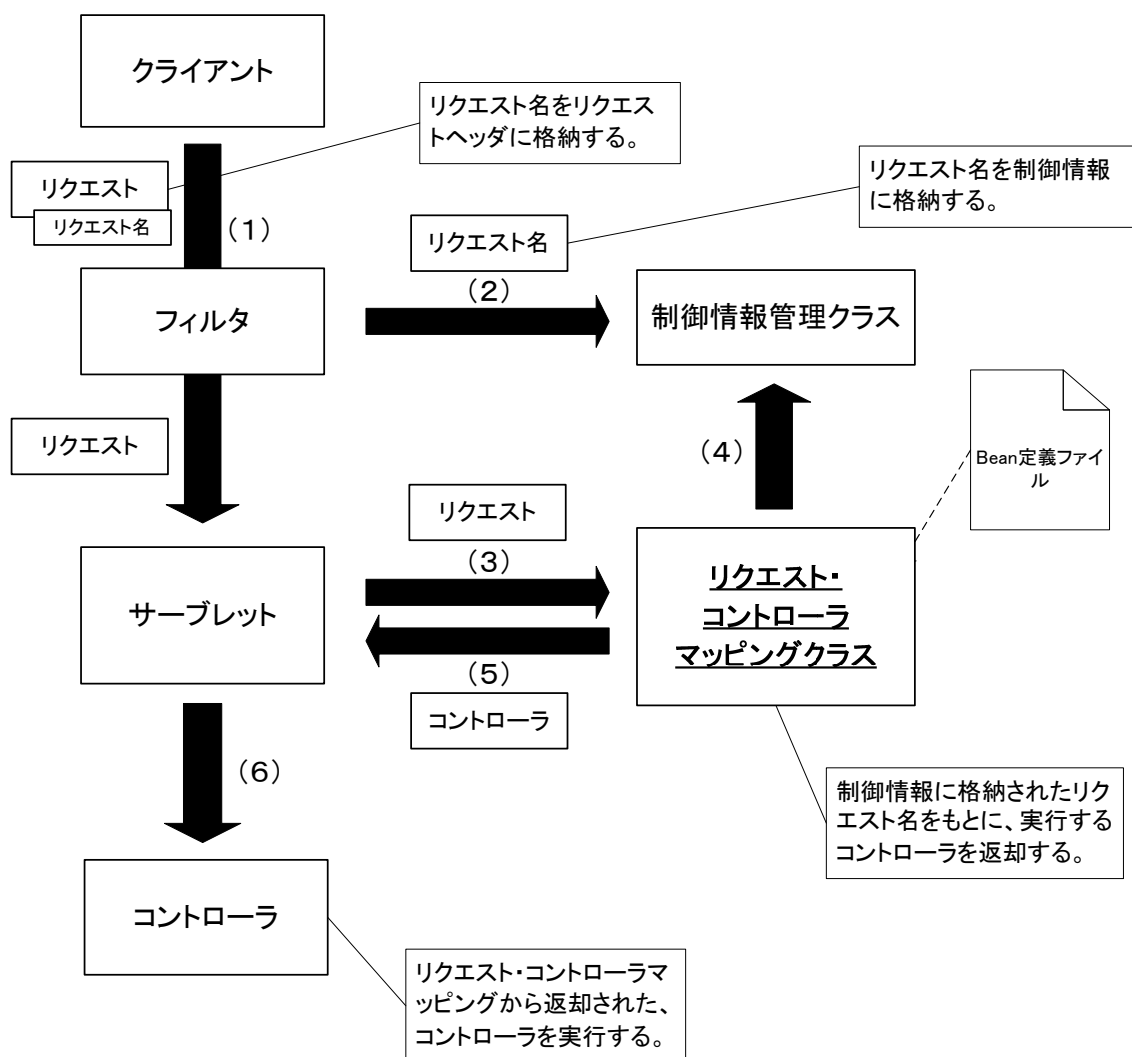 クライアント
リクエスト名をリクエス
トヘッダに格納する。
リクエスト
リクエスト名
(1)
リクエスト名
(2)
リクエスト名を制御情報
に格納する。
フィルタ
制御情報管理クラス
リクエスト
(4)
Bean定義ファイ
ル
リクエスト
(3)
サーブレット
リクエスト・
コントローラ
マッピングクラス
(5)
コントローラ
(6)
制御情報に格納されたリク
エスト名をもとに、実行する
コントローラを返却する。
コントローラ
リクエスト・コントローラマ
ッピングから返却された、
コントローラを実行する。